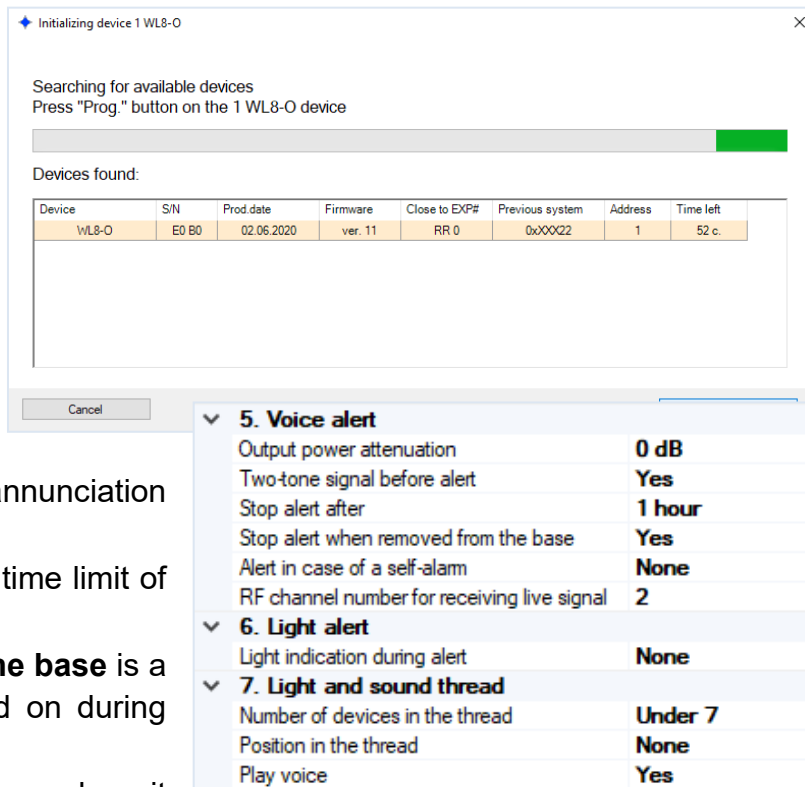 Initializing device 1 WL8-O
Searching for available devices
Press "Prog." button on the 1 WL8-O device
Devices found:
Device S/N Prod.date Firmware Close to EXP# Previous system Address Time left
WL8-O E0 B0 02.06.2020 ver. 11 RR 0 0xXXX22 1 52 c.
Cancel
annunciation
time limit of
ne base is a
d on during
5. Voice alert
Output power attenuation 0 dB
Two-tone signal before alert Yes
Stop alert after 1 hour
Stop alert when removed from the base Yes
Alert in case of a self-alarm None
RF channel number for receiving live signal 2
6. Light alert
Light indication during alert None
7. Light and sound thread
Number of devices in the thread Under 7
Position in the thread None
Play voice Yes